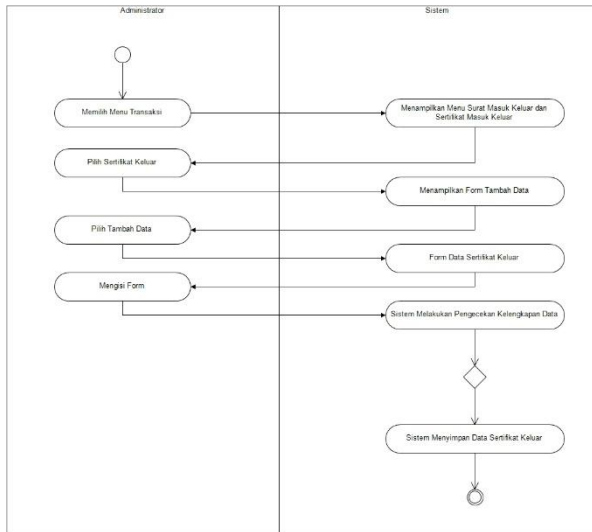 Administrator
Sistem
Memilih Menu Transaksi
Menampilkan Menu Surat Masuk Keluar dan
Sertifikat Masuk Keluar
Pilih Sertifikat Keluar
Menampilkan Form Tambah Data
Pilih Tambah Data
Form Data Sertifikat Keluar
Mengisi Form
Sistem Melakukan Pengecekan Kelengkapan Data
Sistem Menyimpan Data Sertifikat Keluar